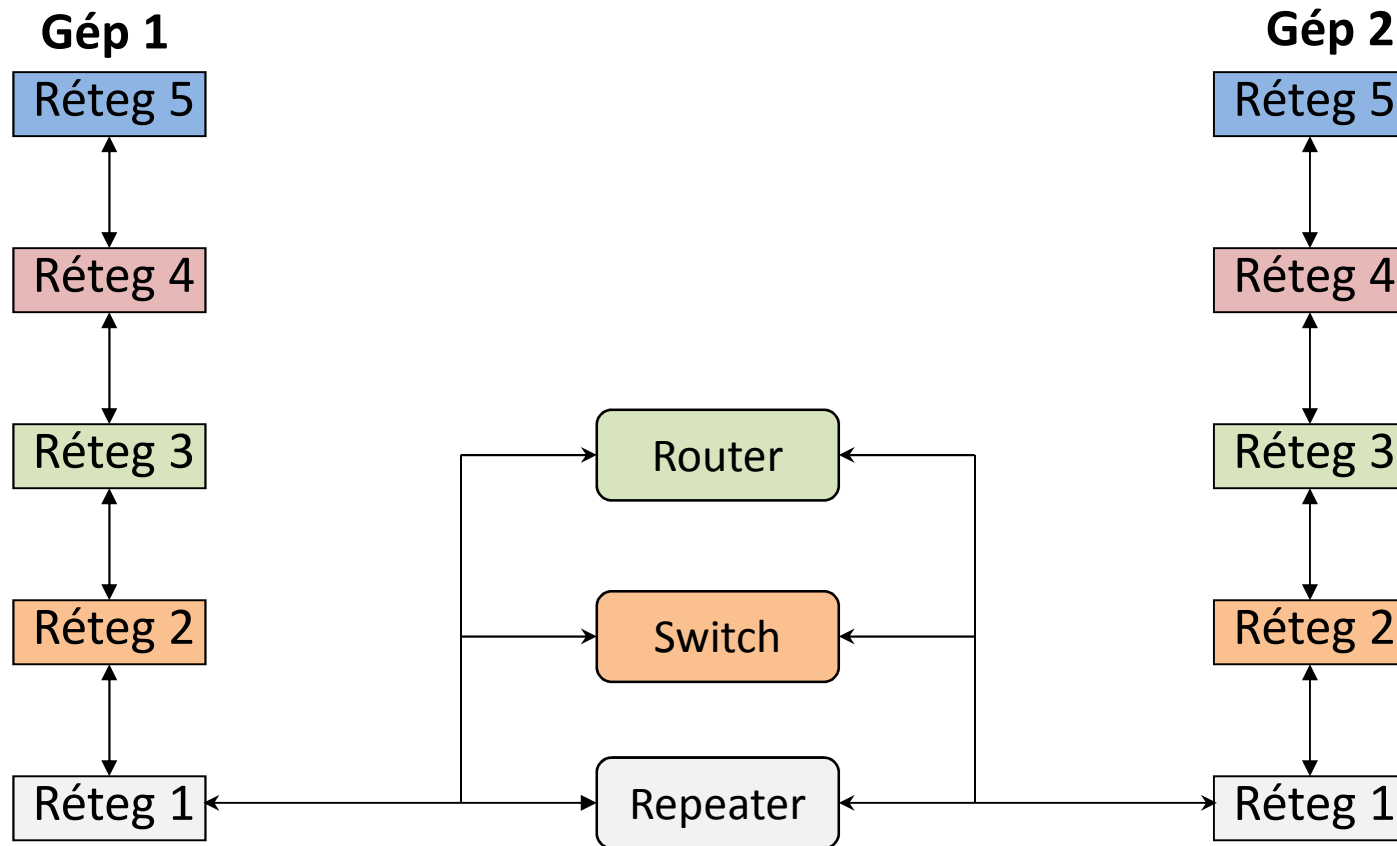 Gép 1
Gép 2
Réteg 5
Réteg 5
Réteg 4
Réteg 4
Réteg 3
Router
Réteg 3
Réteg 2
Switch
Réteg 2
Réteg 1
Repeater
Réteg 1